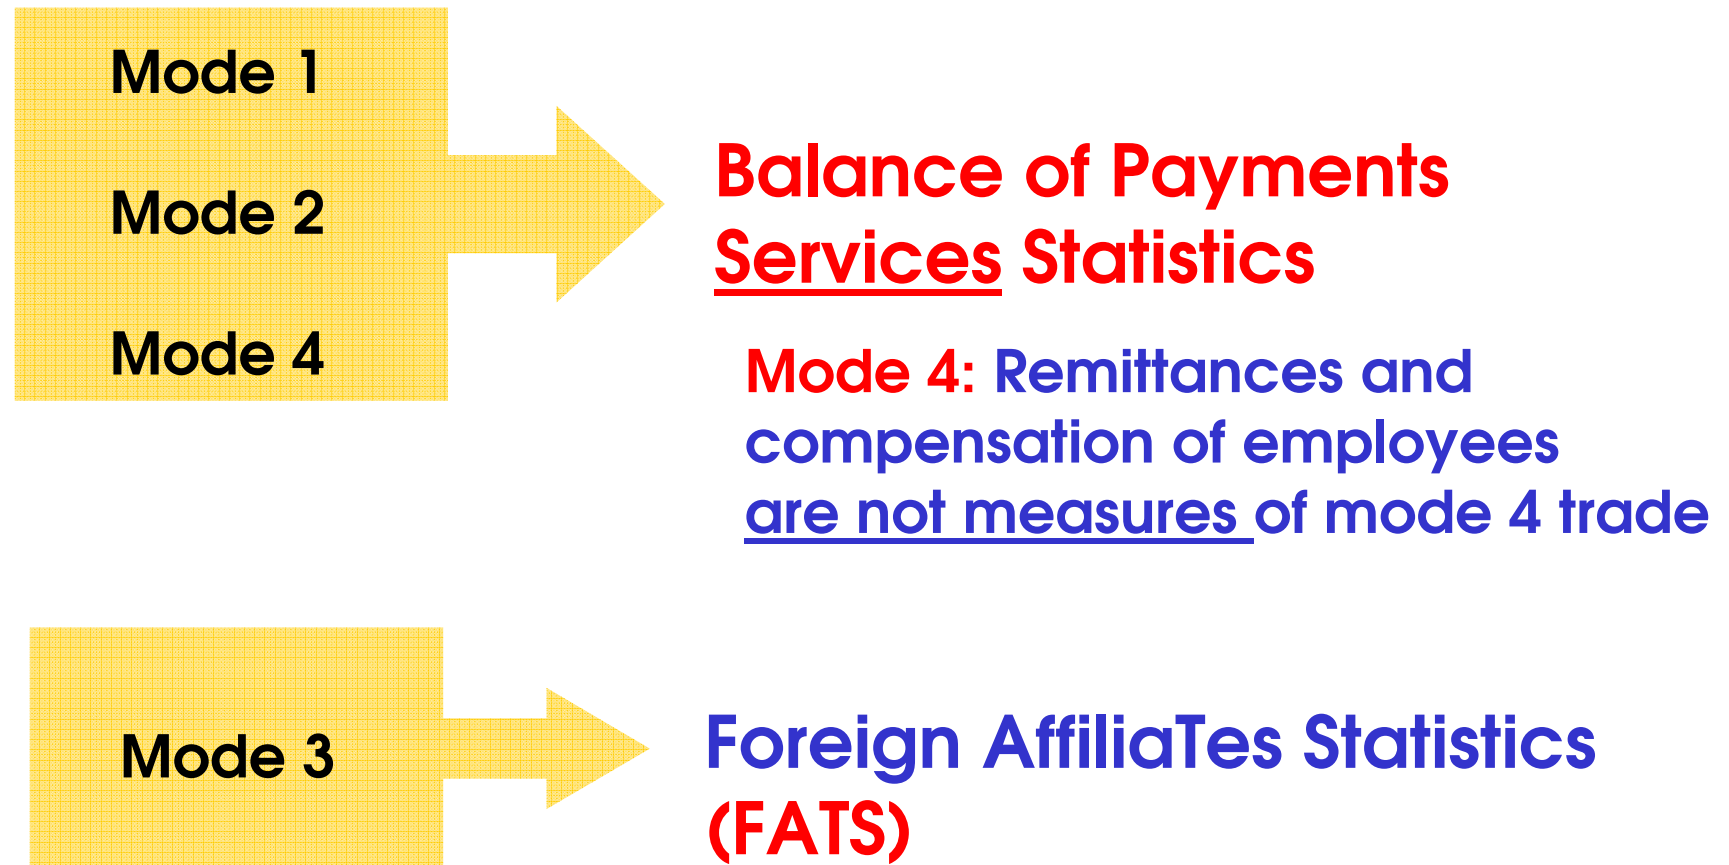 Mode 1
Mode 2
Mode 4
Balance of Payments
Services Statistics
Mode 4: Remittances and
compensation of employees
are not measures of mode 4 trade
Mode 3
Foreign AffiliaTes Statistics
(FATS)